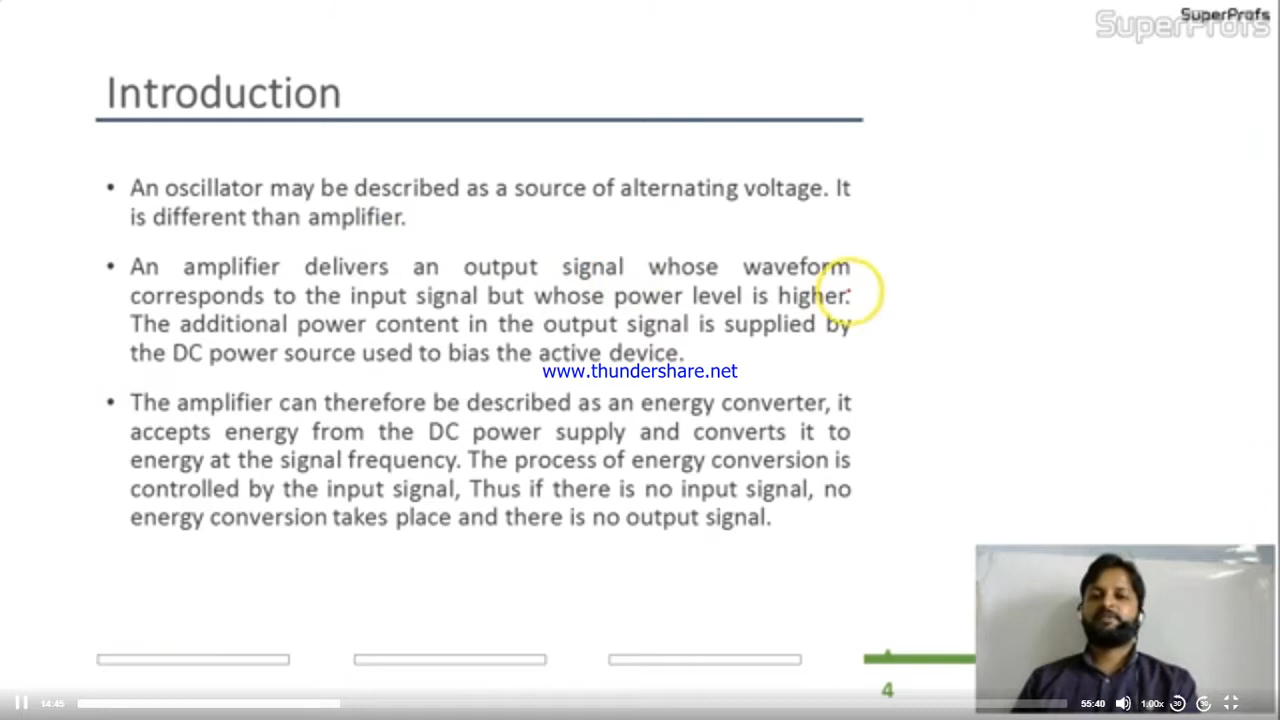 SuperProfs
SuperProfs
Introduction
• An oscillator may be described as a source of alternating voltage. It
is different than amplifier.
• An amplifier delivers an output signal whose waveform
corresponds to the input signal but whose power level is higher.
The additional power content in the output signal is supplied by
the DC power source used to bias the active device.
www.thundershare.net
• The amplifier can therefore be described as an energy converter, it
accepts energy from the DC power supply and converts it to
energy at the signal frequency. The process of energy conversion is
controlled by the input signal, Thus if there is no input signal, no
energy conversion takes place and there is no output signal.
4
14:45
55:40
1.00x
30
30